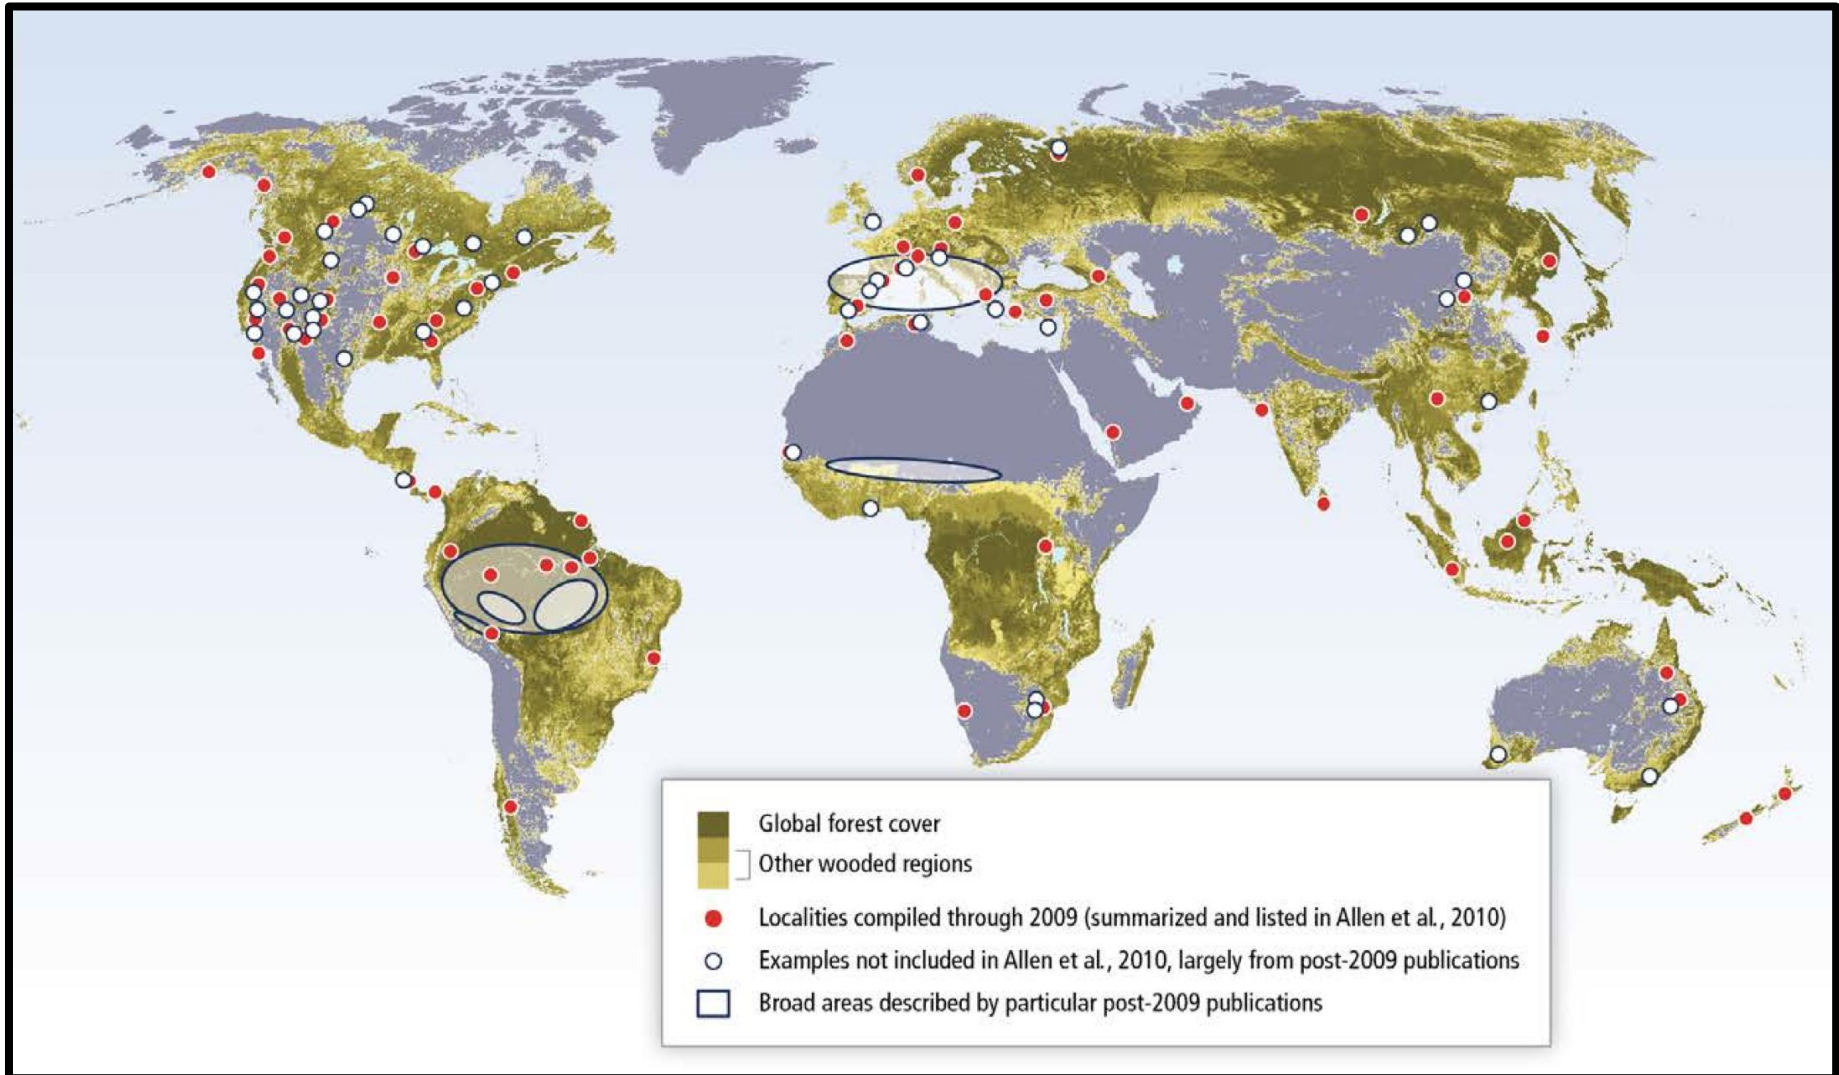 Global forest cover
Other wooded regions
Localities compiled through 2009 (summarized and listed in Allen et al., 2010)
Examples not included in Allen et al., 2010, largely from post-2009 publications
Broad areas described by particular post-2009 publications